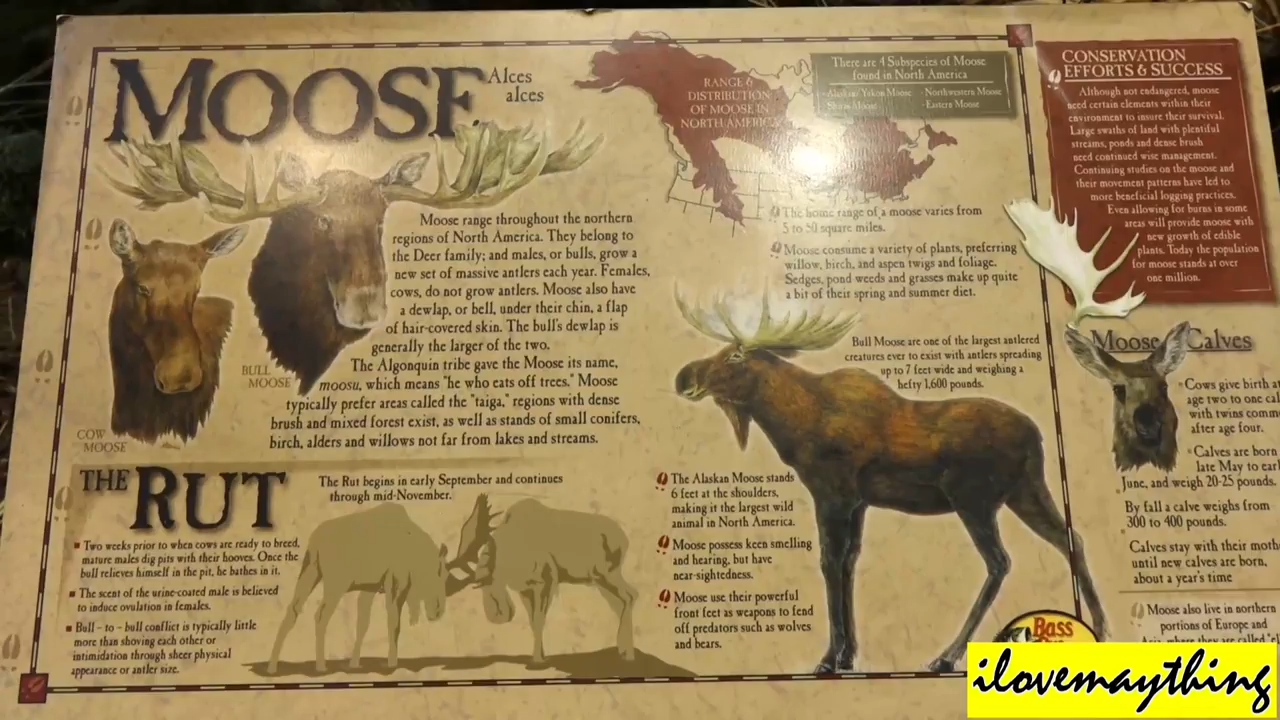 MOOSE
Alces
alces
RANGE &
DISTRIBUTION
OF MOOSE IN
NORTH AMERICA
There are 4 Subspecies of Moose
found in North America
· Alaskan/Yukon Moose · Northwestern Moose
· Shiras Moose · Eastern Moose
CONSERVATION
EFFORTS & SUCCESS
Although not endangered, moose
need certain elements within their
environment to insure their survival.
Large swaths of land with plentiful
streams, ponds and dense brush
need continued wise management.
Continuing studies on the moose and
their movement patterns have led to
more beneficial logging practices.
Even allowing for burns in some
areas will provide moose with
new growth of edible
plants. Today the population
for moose stands at over
one million.
Moose range throughout the northern
regions of North America. They belong to
the Deer family; and males, or bulls, grow a
new set of massive antlers each year. Females,
cows, do not grow antlers. Moose also have
a dewlap, or bell, under their chin, a flap
of hair-covered skin. The bull's dewlap is
generally the larger of the two.
The Algonquin tribe gave the Moose its name,
moosu, which means "he who eats off trees." Moose
typically prefer areas called the "taiga," regions with dense
brush and mixed forest exist, as well as stands of small conifers,
birch, alders and willows not far from lakes and streams.
BULL
MOOSE
COW
MOOSE
The home range of a moose varies from
5 to 50 square miles.
Moose consume a variety of plants, preferring
willow, birch, and aspen twigs and foliage.
Sedges, pond weeds and grasses make up quite
a bit of their spring and summer diet.
Bull Moose are one of the largest antlered
creatures ever to exist with antlers spreading
up to 7 feet wide and weighing a
hefty 1,600 pounds.
Moose Calves
Cows give birth at
age two to one cal
with twins comm
after age four.
Calves are born
late May to earl
June, and weigh 20-25 pounds.
By fall a calve weighs from
300 to 400 pounds.
Calves stay with their moth
until new calves are born,
about a year's time
Moose also live in northern
portions of Europe and
Asia, where they are called "el
THE RUT
The Rut begins in early September and continues
through mid-November.
Two weeks prior to when cows are ready to breed,
mature males dig pits with their hooves. Once the
bull relieves himself in the pit, he bathes in it.
The scent of the urine-coated male is believed
to induce ovulation in females.
Bull - to - bull conflict is typically little
more than shoving each other or
intimidation through sheer physical
appearance or antler size.
The Alaskan Moose stands
6 feet at the shoulders,
making it the largest wild
animal in North America.
Moose possess keen smelling
and hearing, but have
near-sightedness.
Moose use their powerful
front feet as weapons to fend
off predators such as wolves
and bears.
Bass
ilovemaything